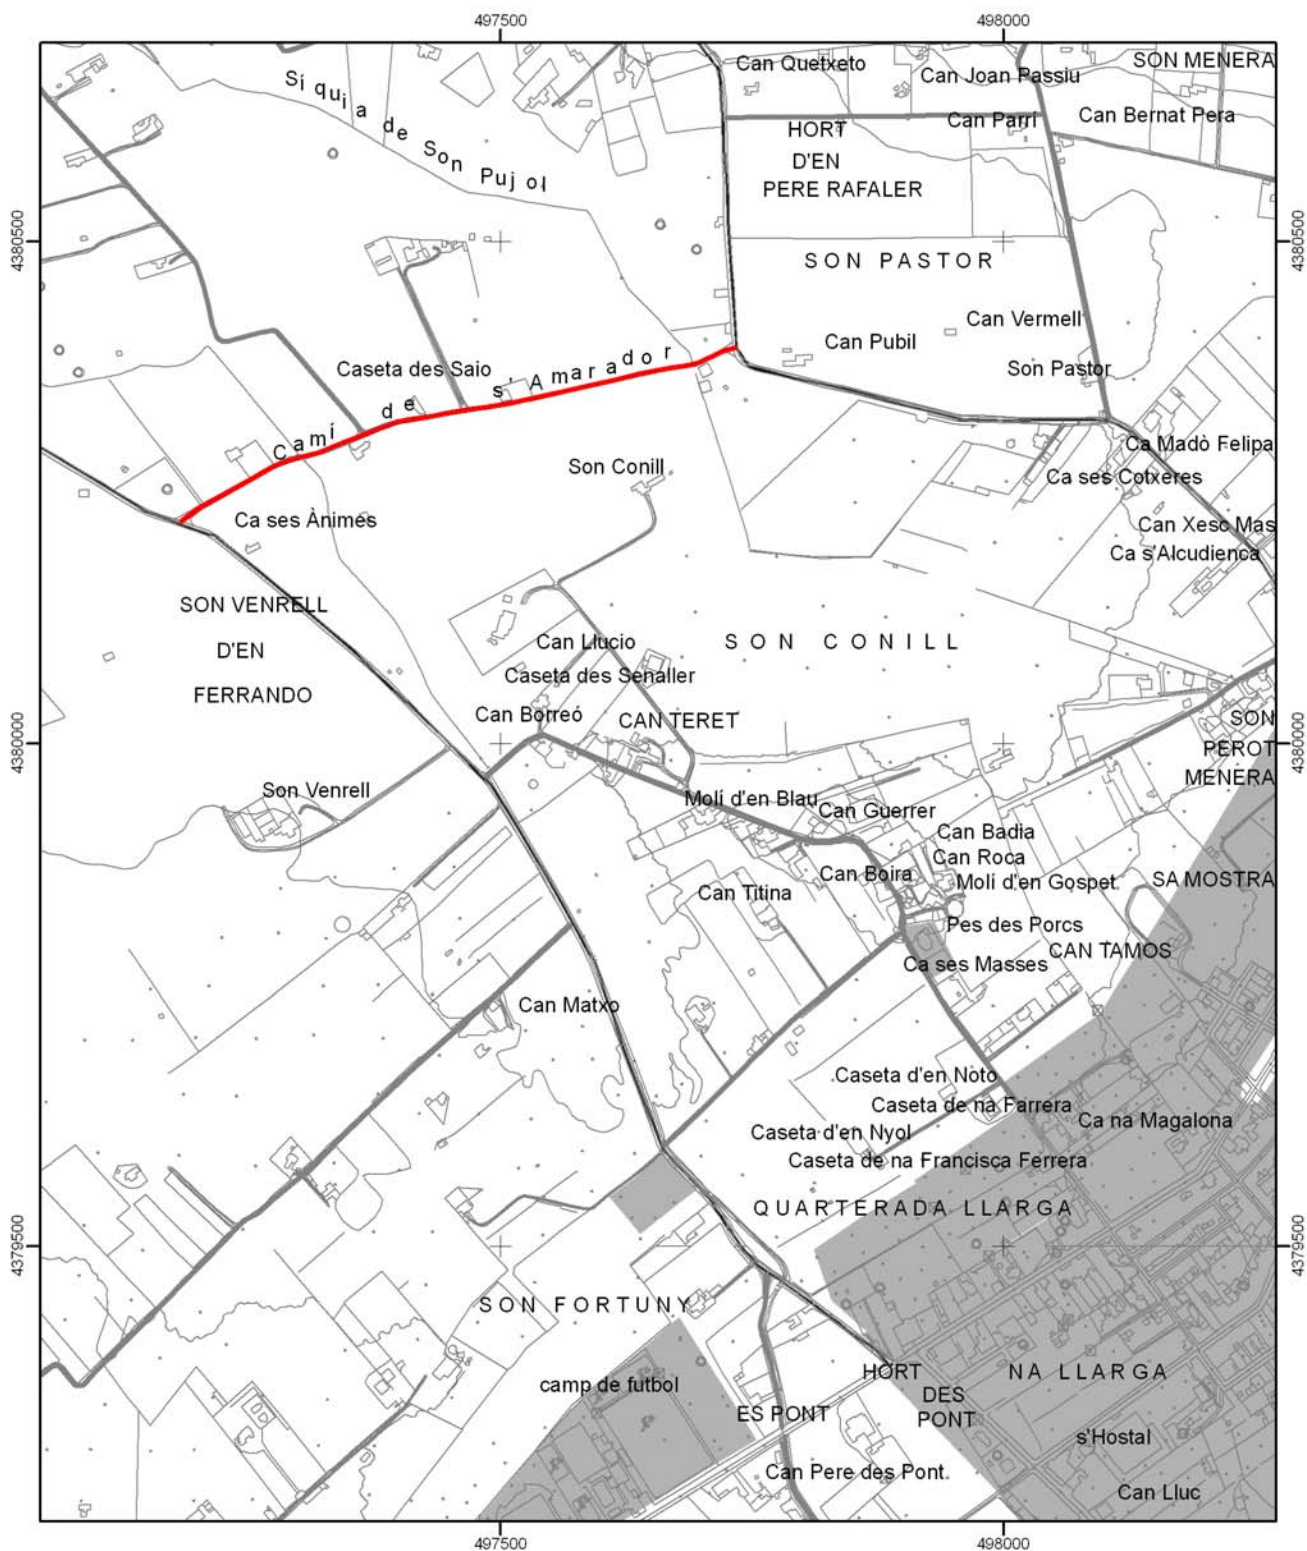 497500
498000
Can Quetxeto
Can Joan Passiu
SON MENERA
Síquia de Son Pujol
HORT
D'EN
PERE RAFALER
Can Parri
Can Bernat Pera
4380500
4380500
SON PASTOR
Can Vermell
Can Pubil
Son Pastor
Caseta des Saio
Camí de s'Amarador
Ca Madò Felipa
Son Conill
Ca ses Cotxeres
Ca ses Ànimes
Can Xesc Mas
Ca s'Alcudienca
SON VENRELL
D'EN
FERRANDO
Can Llucio
SON CONILL
Caseta des Senaller
Can Borreó
CAN TERET
SON
PEROT
MENERA
4380000
4380000
Son Venrell
Molí d'en Blau
Can Guerrer
Can Badia
Can Roca
Can Boira
Molí d'en Gospet
SA MOSTRA
Can Titina
Pes des Porcs
CAN TAMOS
Ca ses Masses
Can Matxo
Caseta d'en Noto
Caseta de na Farrera
Ca na Magalona
Caseta d'en Nyol
Caseta de na Francisca Ferrera
QUARTERADA LLARGA
4379500
4379500
SON FORTUNY
HORT
DES
PONT
NA LLARGA
camp de futbol
ES PONT
s'Hostal
Can Pere des Pont
Can Lluc
497500
498000